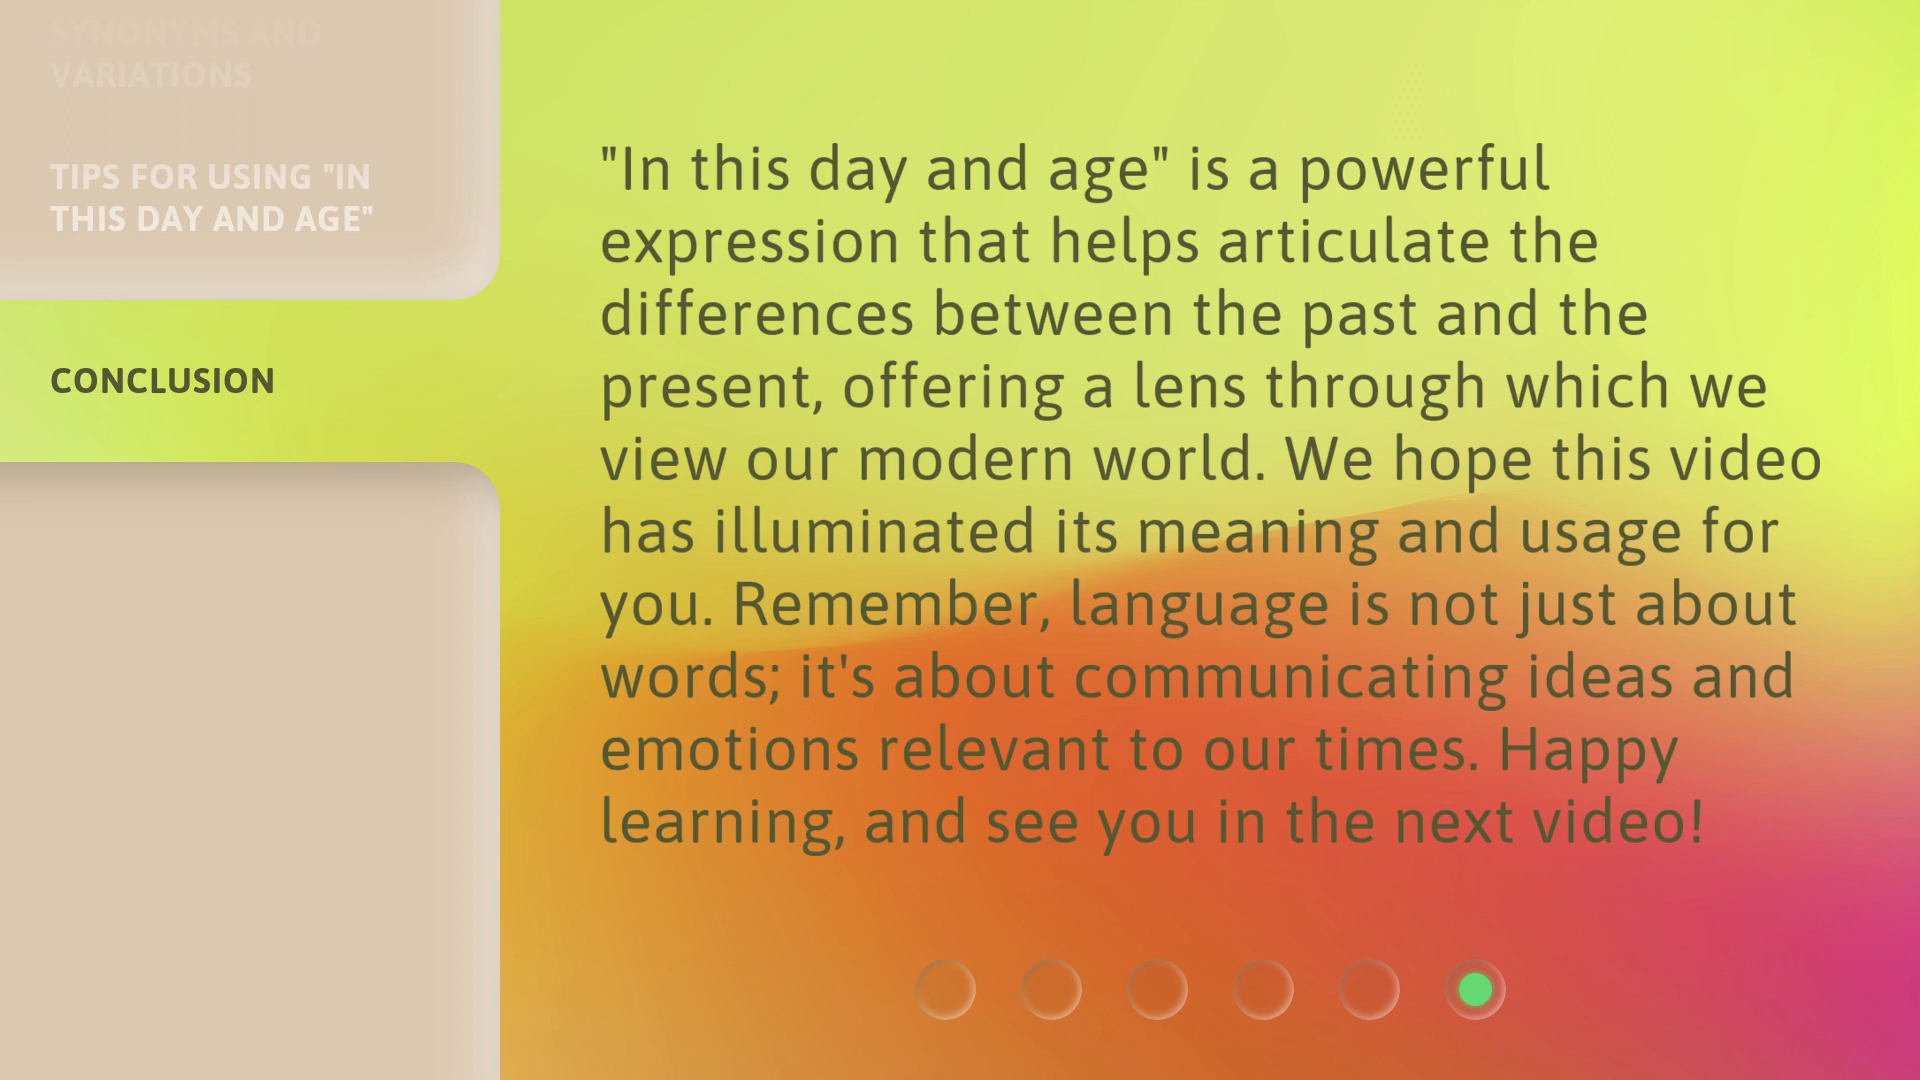 SYNONYMS AND
VARIATIONS
TIPS FOR USING "IN
THIS DAY AND AGE"
CONCLUSION
"In this day and age" is a powerful
expression that helps articulate the
differences between the past and the
present, offering a lens through which we
view our modern world. We hope this video
has illuminated its meaning and usage for
you. Remember, language is not just about
words; it's about communicating ideas and
emotions relevant to our times. Happy
learning, and see you in the next video!